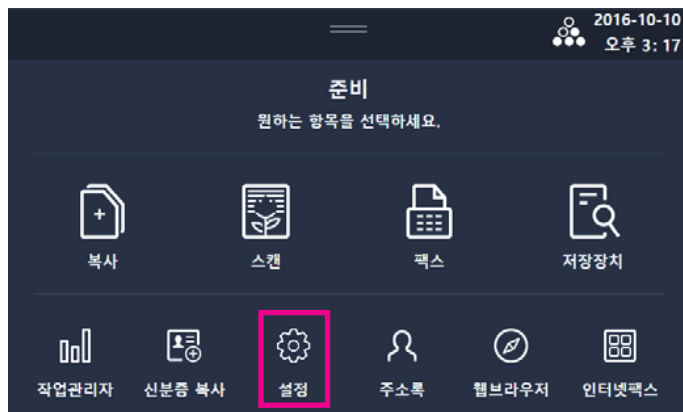 2016-10-10
오후 3: 17
준비
원하는 항목을 선택하세요.
복사 스캔 팩스 저장장치
작업관리자 신분증 복사 설정 주소록 웹브라우저 인터넷팩스